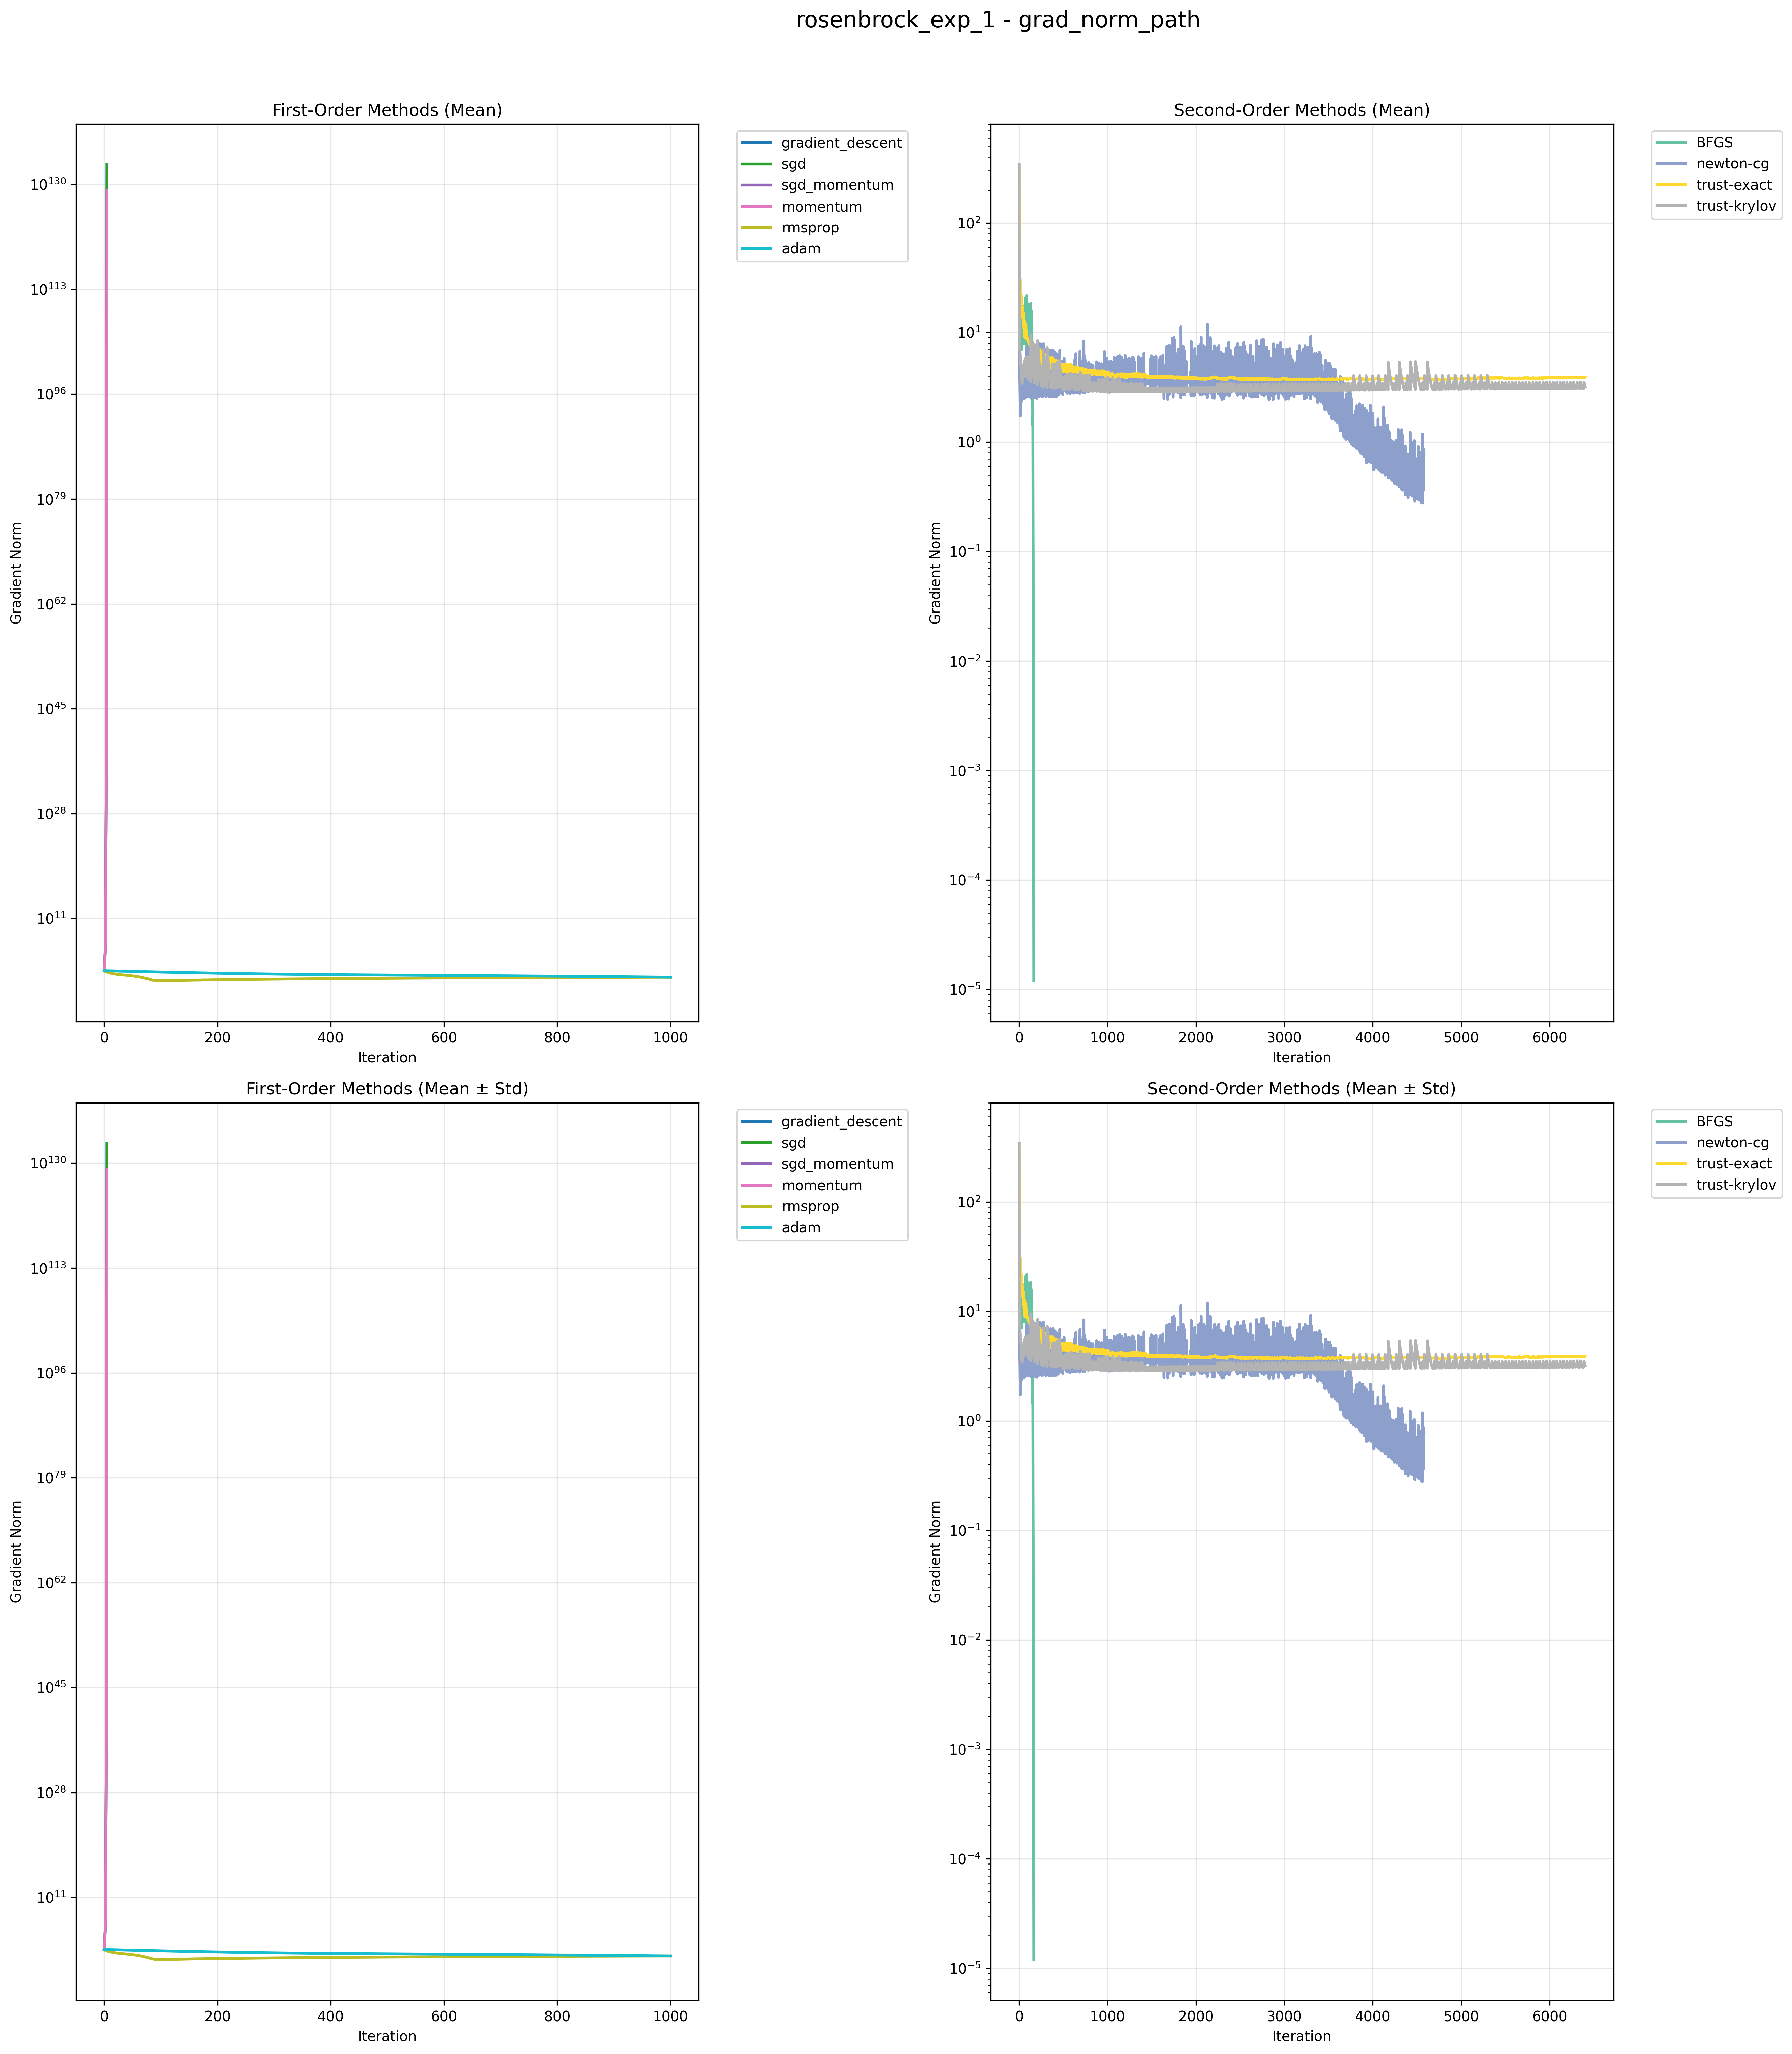 rosenbrock_exp_1 - grad_norm_path
First-Order Methods (Mean)
Gradient Norm
10^130
10^113
10^96
10^79
10^62
10^45
10^28
10^11
0 200 400 600 800 1000
Iteration
gradient_descent
sgd
sgd_momentum
momentum
rmsprop
adam
Second-Order Methods (Mean)
Gradient Norm
10^2
10^1
10^0
10^−1
10^−2
10^−3
10^−4
10^−5
0 1000 2000 3000 4000 5000 6000
Iteration
BFGS
newton-cg
trust-exact
trust-krylov
First-Order Methods (Mean ± Std)
Gradient Norm
10^130
10^113
10^96
10^79
10^62
10^45
10^28
10^11
0 200 400 600 800 1000
Iteration
gradient_descent
sgd
sgd_momentum
momentum
rmsprop
adam
Second-Order Methods (Mean ± Std)
Gradient Norm
10^2
10^1
10^0
10^−1
10^−2
10^−3
10^−4
10^−5
0 1000 2000 3000 4000 5000 6000
Iteration
BFGS
newton-cg
trust-exact
trust-krylov